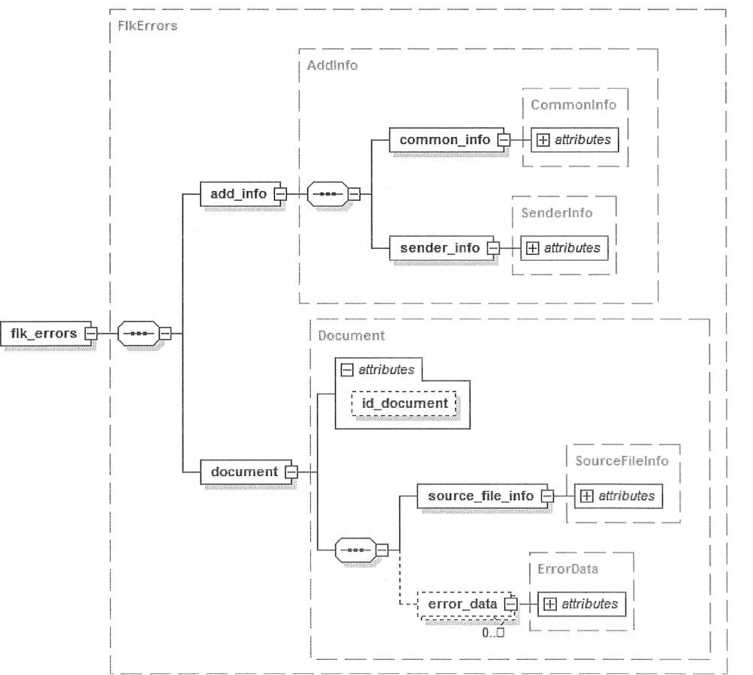 FlkErrors
AddInfo
CommonInfo
common_info
attributes
add_info
SenderInfo
sender_info
attributes
flk_errors
Document
attributes
id_document
document
SourceFileInfo
source_file_info
attributes
ErrorData
error_data
attributes
0..□